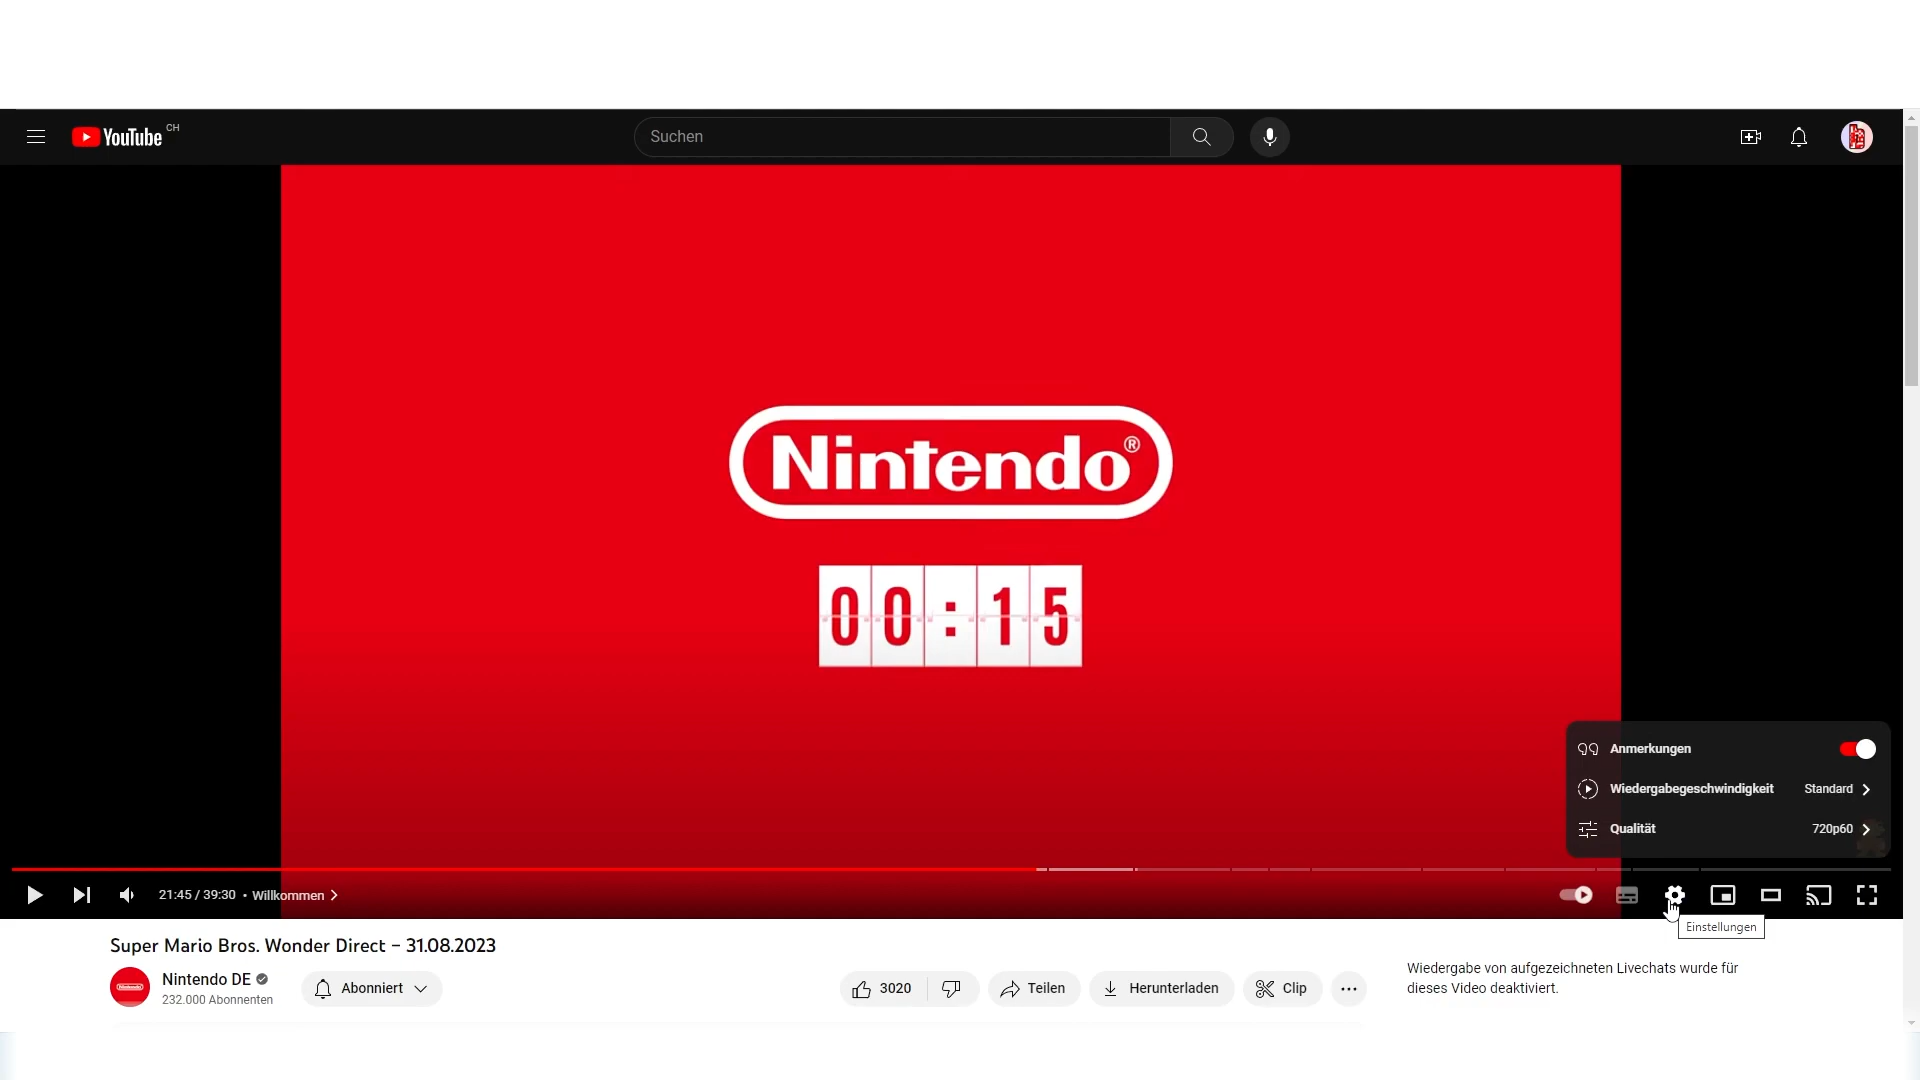 YouTube CH
Suchen
Nintendo®
00:15
Anmerkungen
Wiedergabegeschwindigkeit Standard
Qualität 720p60
21:45 / 39:30 • Willkommen
Einstellungen
Super Mario Bros. Wonder Direct – 31.08.2023
Nintendo DE
232.000 Abonnenten
Abonniert
3020
Teilen
Herunterladen
Clip
Wiedergabe von aufgezeichneten Livechats wurde für
dieses Video deaktiviert.